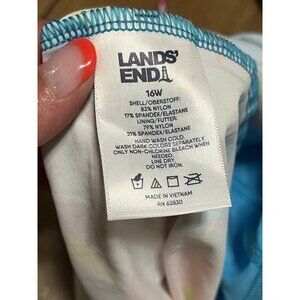 LANDS'
END
16W
SHELL/OBERSTOFF:
83% NYLON
17% SPANDEX/ELASTANE
LINING/FUTTER:
79% NYLON
21% SPANDEX/ELASTANE
HAND WASH COLD.
WASH DARK COLORS SEPARATELY.
ONLY NON-CHLORINE BLEACH WHEN
NEEDED.
LINE DRY.
DO NOT IRON.
MADE IN VIETNAM
RN 62830